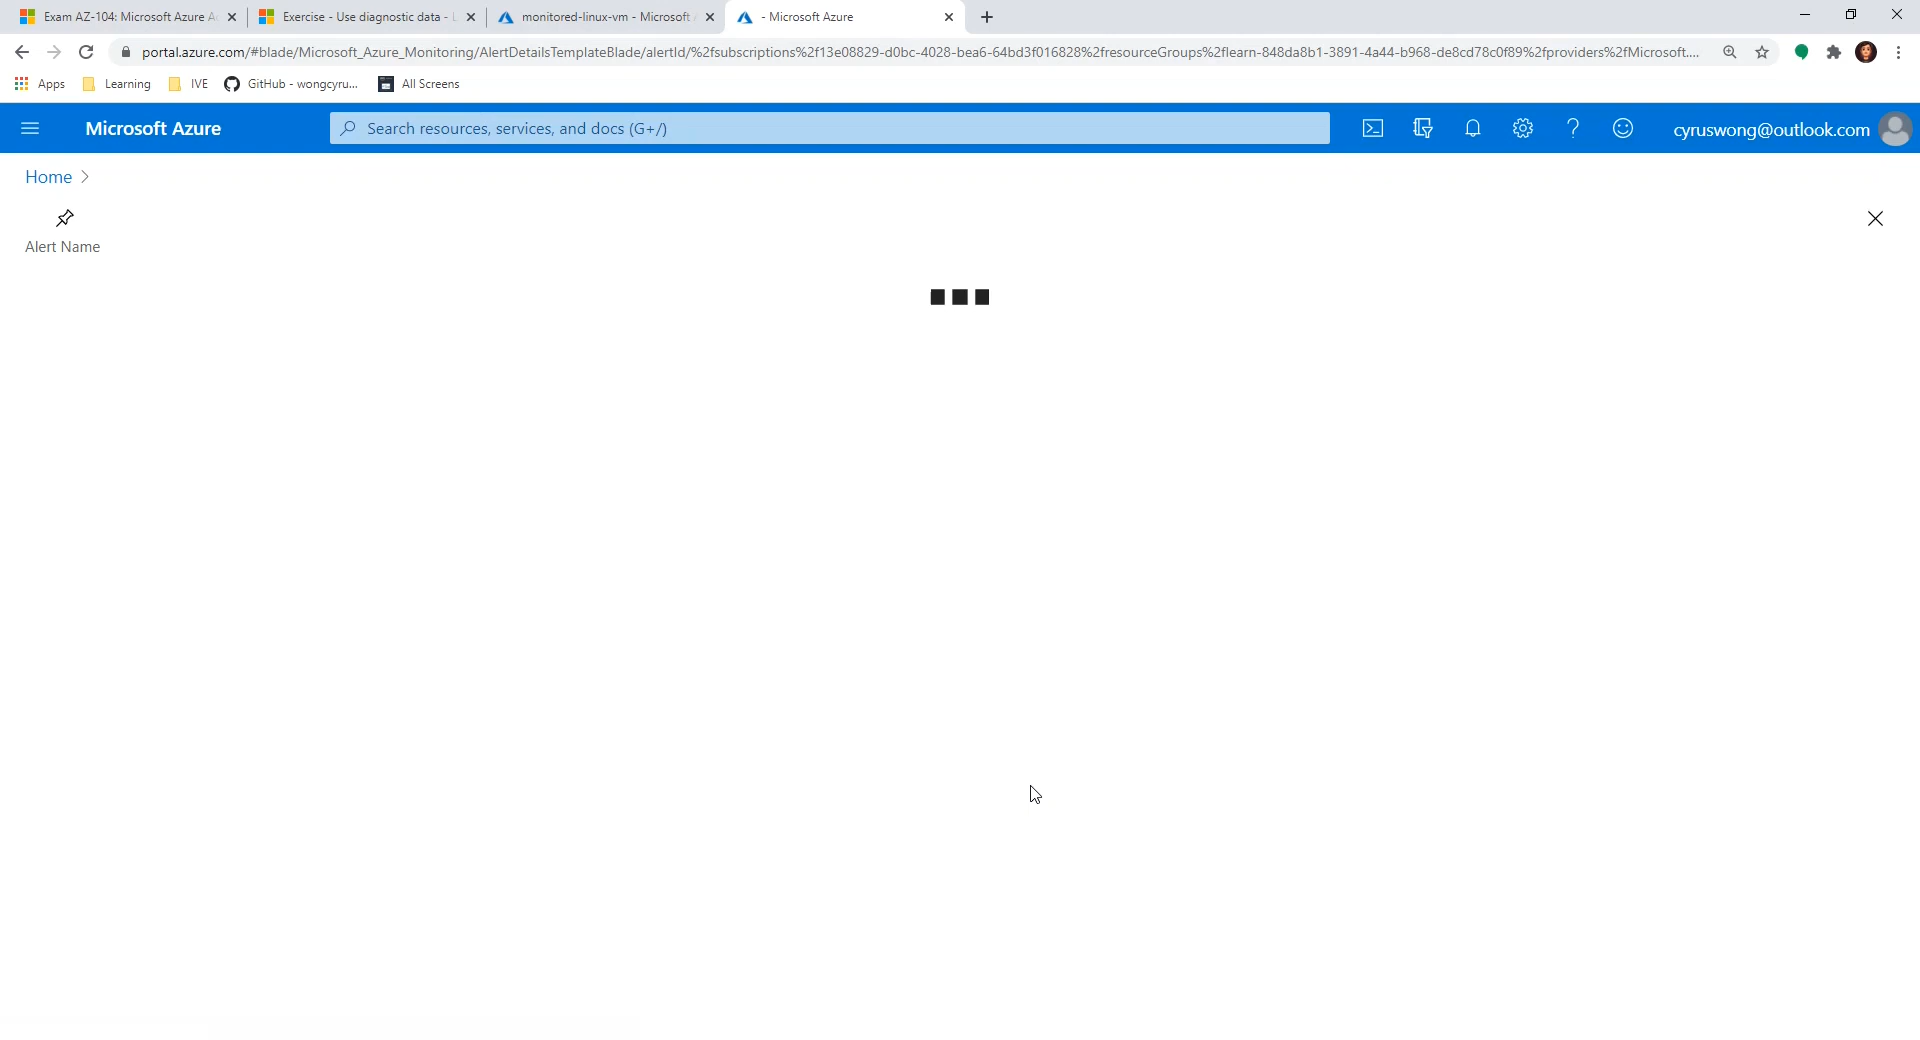 Exam AZ-104: Microsoft Azure A
Exercise - Use diagnostic data -
monitored-linux-vm - Microsoft
- Microsoft Azure
portal.azure.com/#blade/Microsoft_Azure_Monitoring/AlertDetailsTemplateBlade/alertId/%2fsubscriptions%2f13e08829-d0bc-4028-bea6-64bd3f016828%2fresourceGroups%2flearn-848da8b1-3891-4a44-b968-de8cd78c0f89%2fproviders%2fMicrosoft....
Apps
Learning
IVE
GitHub - wongcyru...
All Screens
Microsoft Azure
Search resources, services, and docs (G+/)
cyruswong@outlook.com
Home
Alert Name